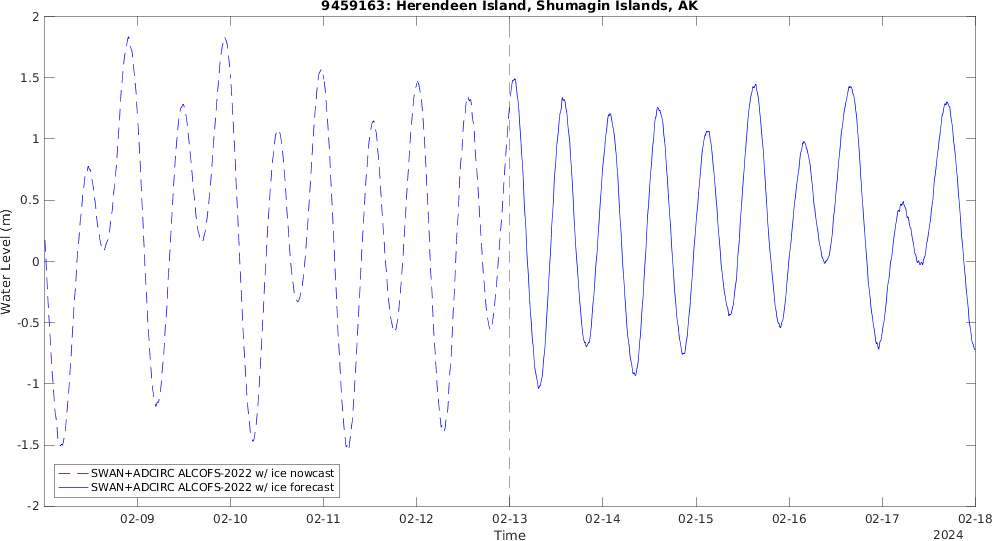 9459163: Herendeen Island, Shumagin Islands, AK
2
1.5
1
0.5
0
-0.5
-1
-1.5
-2
Water Level (m)
SWAN+ADCIRC ALCOFS-2022 w/ ice nowcast
SWAN+ADCIRC ALCOFS-2022 w/ ice forecast
02-09 02-10 02-11 02-12 02-13 02-14 02-15 02-16 02-17 02-18
Time
2024